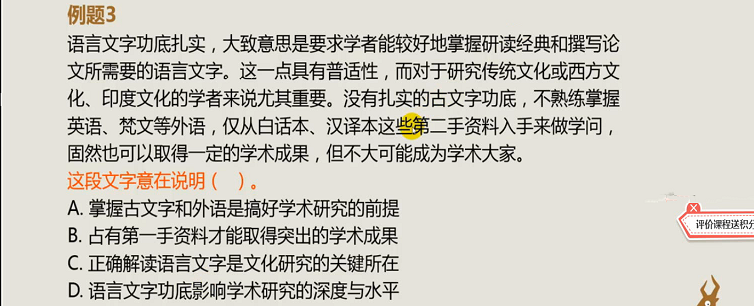 例题3
语言文字功底扎实，大致意思是要求学者能较好地掌握研读经典和撰写论
文所需要的语言文字。这一点具有普适性，而对于研究传统文化或西方文
化、印度文化的学者来说尤其重要。没有扎实的古文字功底，不熟练掌握
英语、梵文等外语，仅从白话本、汉译本这些第二手资料入手来做学问，
固然也可以取得一定的学术成果，但不大可能成为学术大家。
这段文字意在说明（　）。
A. 掌握古文字和外语是搞好学术研究的前提
B. 占有第一手资料才能取得突出的学术成果
C. 正确解读语言文字是文化研究的关键所在
D. 语言文字功底影响学术研究的深度与水平
评价课程送积分